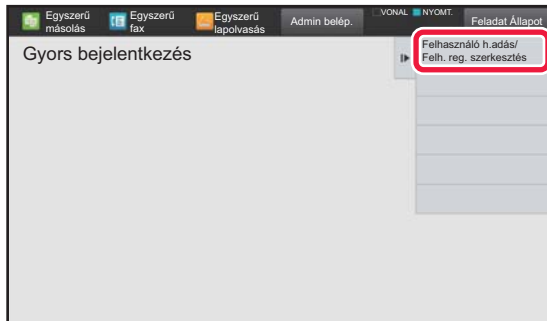 Egyszerű
másolás
Egyszerű
fax
Egyszerű
lapolvasás
Admin belép.
VONAL
NYOMT.
Feladat Állapot
Gyors bejelentkezés
Felhasználó h.adás/
Felh. reg. szerkesztés